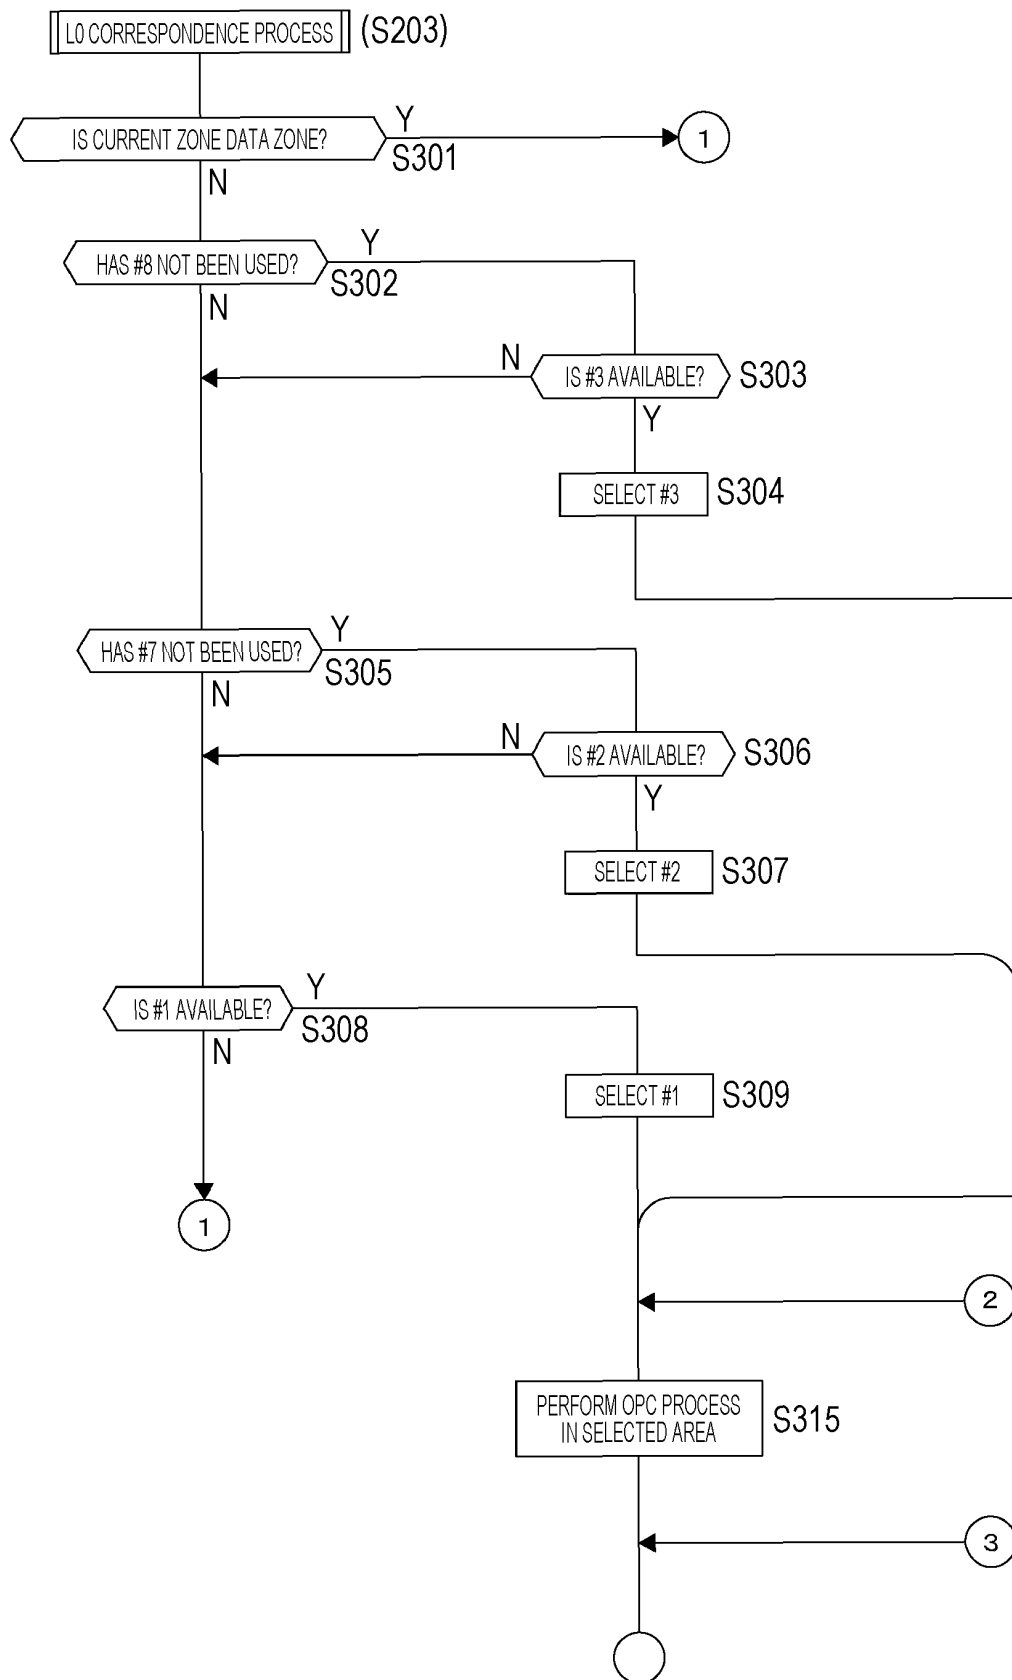 L0 CORRESPONDENCE PROCESS (S203)
IS CURRENT ZONE DATA ZONE? Y
S301
1
N
HAS #8 NOT BEEN USED? Y
S302
N
N IS #3 AVAILABLE? S303
Y
SELECT #3 S304
HAS #7 NOT BEEN USED? Y
S305
N
N IS #2 AVAILABLE? S306
Y
SELECT #2 S307
IS #1 AVAILABLE? Y
S308
N
SELECT #1 S309
1
2
PERFORM OPC PROCESS
IN SELECTED AREA
S315
3